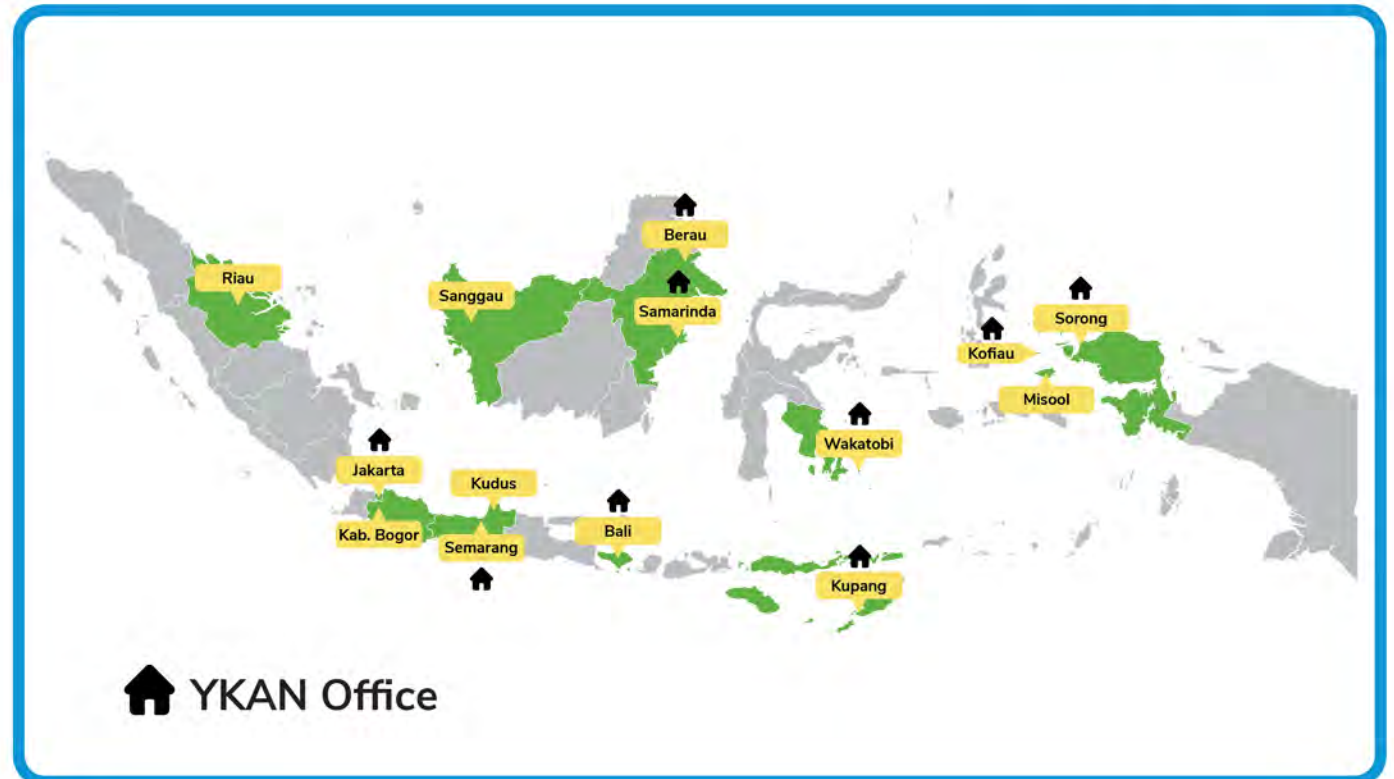 Berau
Riau
Sanggau
Samarinda
Sorong
Kofiau
Misool
Wakatobi
Jakarta
Kudus
Kab. Bogor
Semarang
Bali
Kupang
YKAN Office